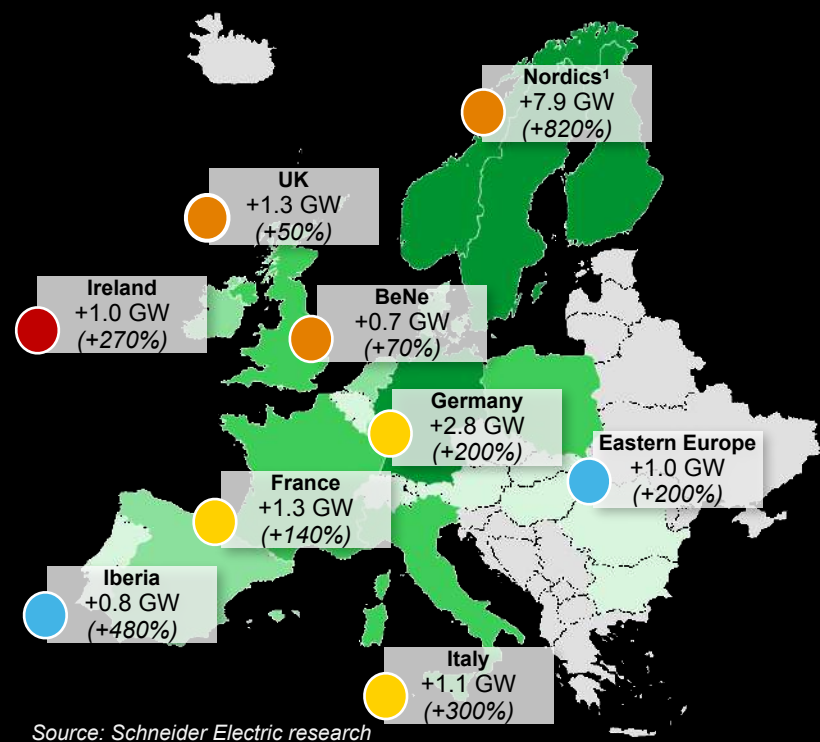 Nordics¹
+7.9 GW
(+820%)
UK
+1.3 GW
(+50%)
Ireland
+1.0 GW
(+270%)
BeNe
+0.7 GW
(+70%)
Germany
+2.8 GW
(+200%)
Eastern Europe
+1.0 GW
(+200%)
France
+1.3 GW
(+140%)
Iberia
+0.8 GW
(+480%)
Italy
+1.1 GW
(+300%)
Source: Schneider Electric research